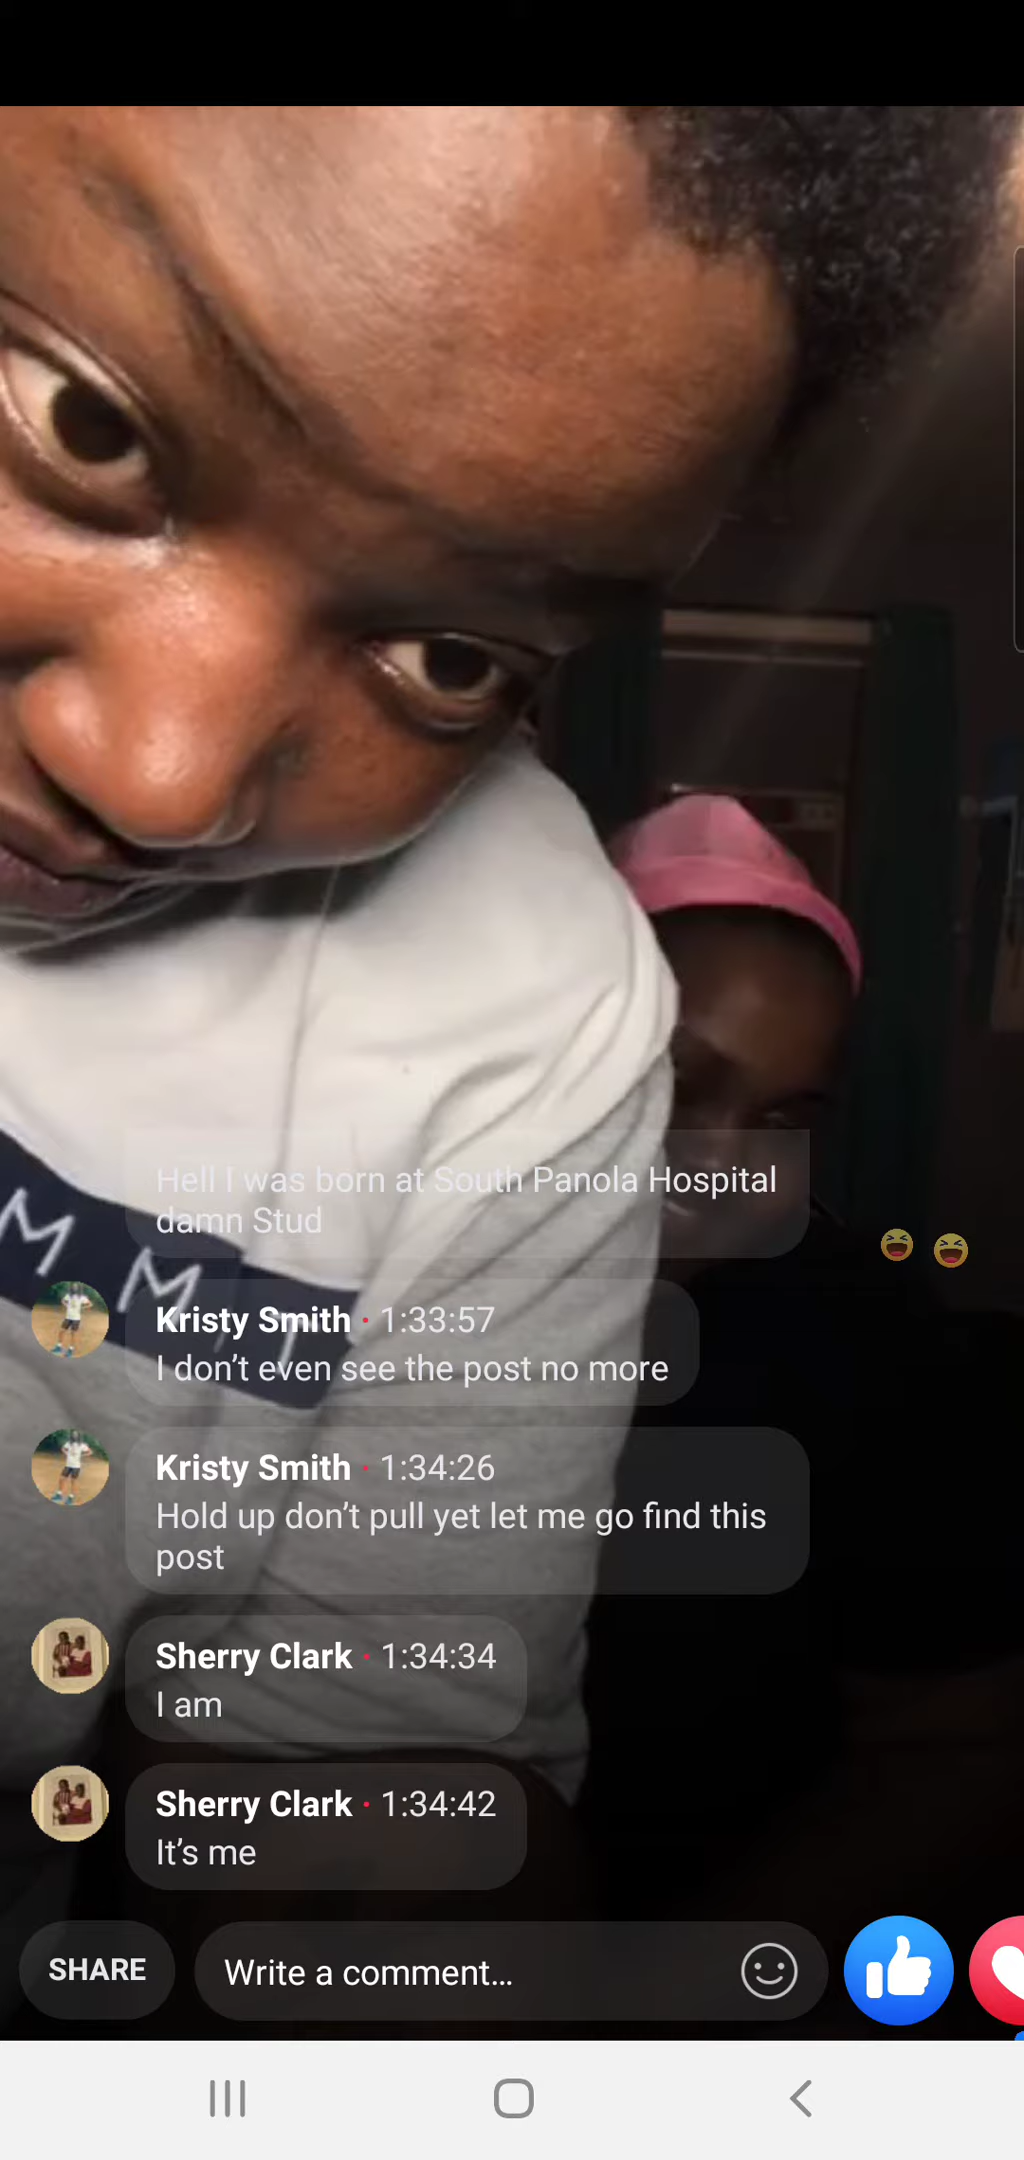 Hell I was born at South Panola Hospital
damn Stud
Kristy Smith · 1:33:57
I don’t even see the post no more
Kristy Smith · 1:34:26
Hold up don’t pull yet let me go find this
post
Sherry Clark · 1:34:34
I am
Sherry Clark · 1:34:42
It’s me
SHARE
Write a comment...